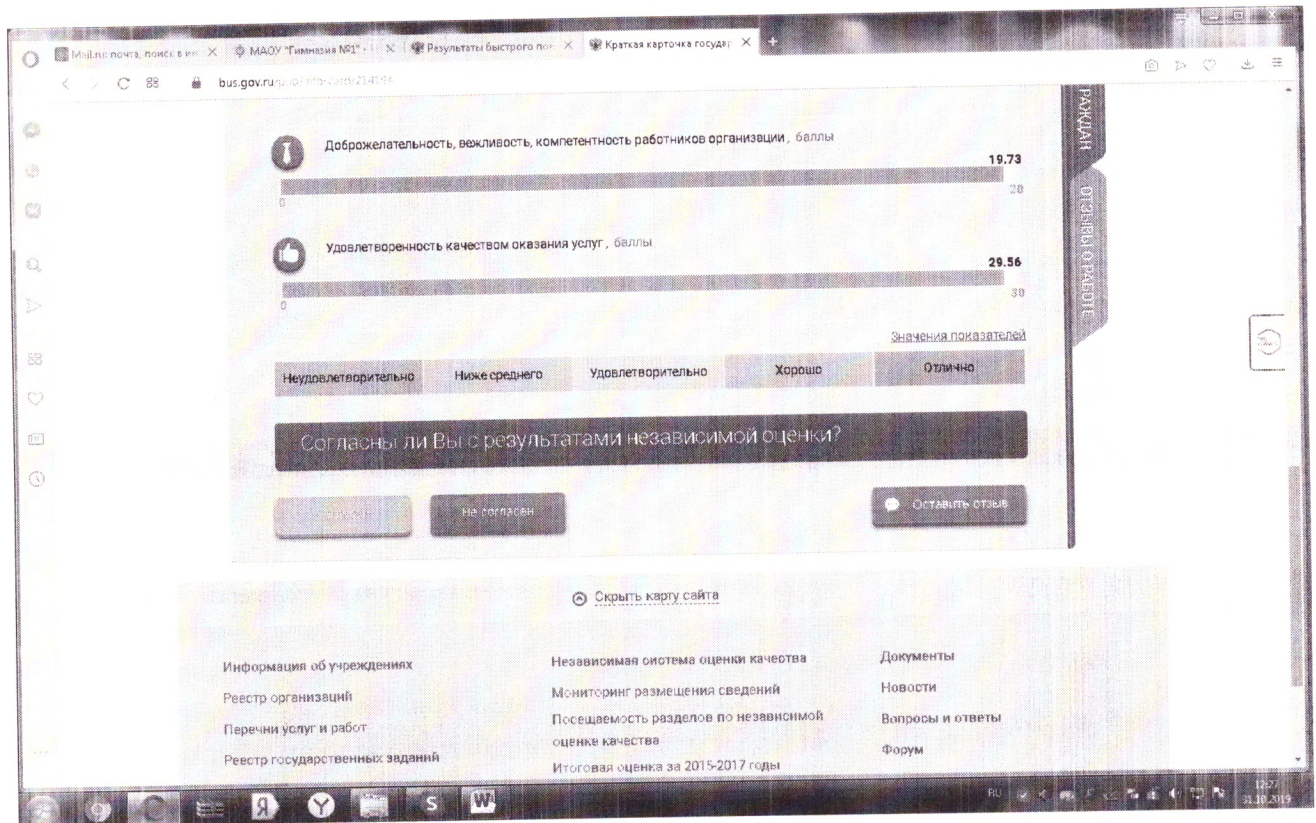 Mail.ru: почта, поиск в ин
МАОУ "Гимназия №1" -
Результаты быстрого пои
Краткая карточка государ
bus.gov.ru
РАЖДАН
ОТЗЫВЫ О РАБОТЕ
Доброжелательность, вежливость, компетентность работников организации, баллы
19.73
0
20
Удовлетворенность качеством оказания услуг, баллы
29.56
0
30
Значения показателей
Неудовлетворительно Ниже среднего Удовлетворительно Хорошо Отлично
Согласны ли Вы с результатами независимой оценки?
Не согласен
Оставить отзыв
Скрыть карту сайта
Информация об учреждениях
Реестр организаций
Перечни услуг и работ
Реестр государственных заданий
Независимая система оценки качества
Мониторинг размещения сведений
Посещаемость разделов по независимой
оценке качества
Итоговая оценка за 2015-2017 годы
Документы
Новости
Вопросы и ответы
Форум
RU
12:27
31.10.2019